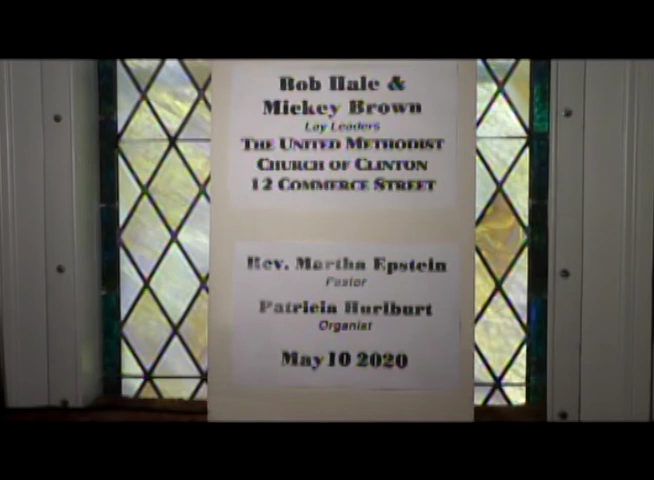 Bob Hale &
Mickey Brown
Lay Leaders
THE UNITED METHODIST
CHURCH OF CLINTON
12 COMMERCE STREET
Rev. Martha Epstein
Pastor
Patricia Hurlburt
Organist
May 10 2020